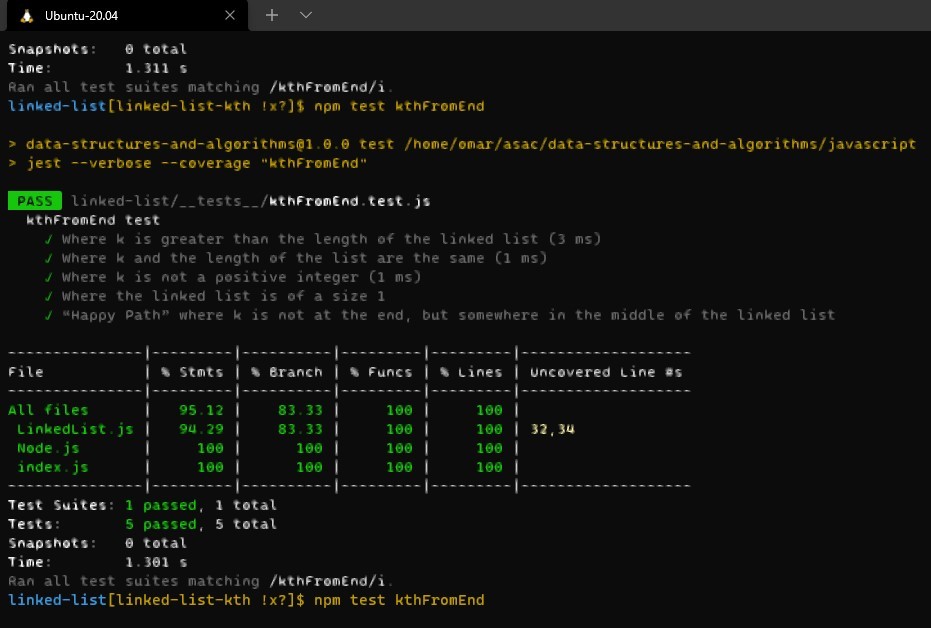 Ubuntu-20.04
Snapshots:   0 total
Time:        1.311 s
Ran all test suites matching /kthFromEnd/i.
linked-list[linked-list-kth !x?]$ npm test kthFromEnd
> data-structures-and-algorithms@1.0.0 test /home/omar/asac/data-structures-and-algorithms/javascript
> jest --verbose --coverage "kthFromEnd"
PASS linked-list/__tests__/kthFromEnd.test.js
  kthFromEnd test
    ✓ Where k is greater than the length of the linked list (3 ms)
    ✓ Where k and the length of the list are the same (1 ms)
    ✓ Where k is not a positive integer (1 ms)
    ✓ Where the linked list is of a size 1
    ✓ “Happy Path” where k is not at the end, but somewhere in the middle of the linked list
---------------|---------|----------|---------|---------|-------------------
File           | % Stmts | % Branch | % Funcs | % Lines | Uncovered Line #s
---------------|---------|----------|---------|---------|-------------------
All files      |   95.12 |    83.33 |     100 |     100 |
 LinkedList.js |   94.29 |    83.33 |     100 |     100 | 32,34
 Node.js       |     100 |      100 |     100 |     100 |
 index.js      |     100 |      100 |     100 |     100 |
---------------|---------|----------|---------|---------|-------------------
Test Suites: 1 passed, 1 total
Tests:       5 passed, 5 total
Snapshots:   0 total
Time:        1.301 s
Ran all test suites matching /kthFromEnd/i.
linked-list[linked-list-kth !x?]$ npm test kthFromEnd